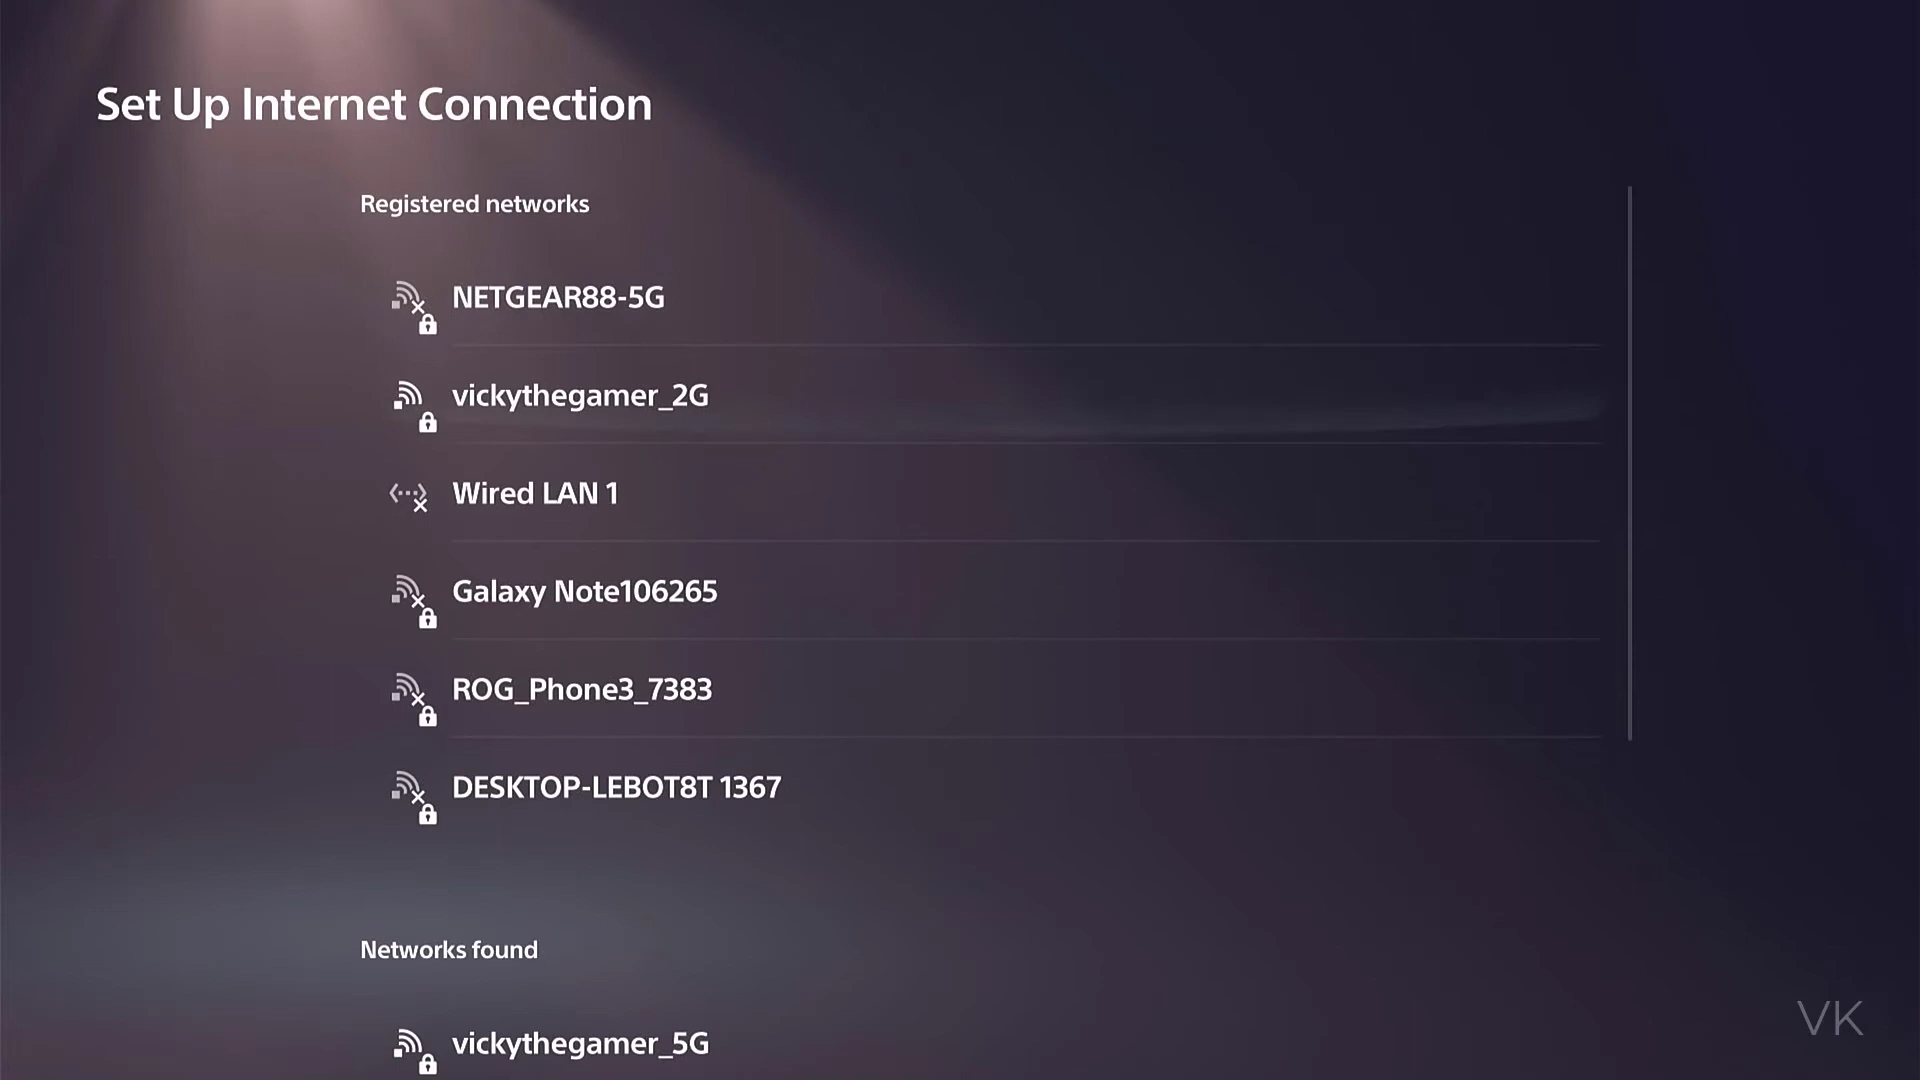 Set Up Internet Connection
Registered networks
NETGEAR88-5G
vickythegamer_2G
Wired LAN 1
Galaxy Note106265
ROG_Phone3_7383
DESKTOP-LEBOT8T 1367
Networks found
vickythegamer_5G
VK